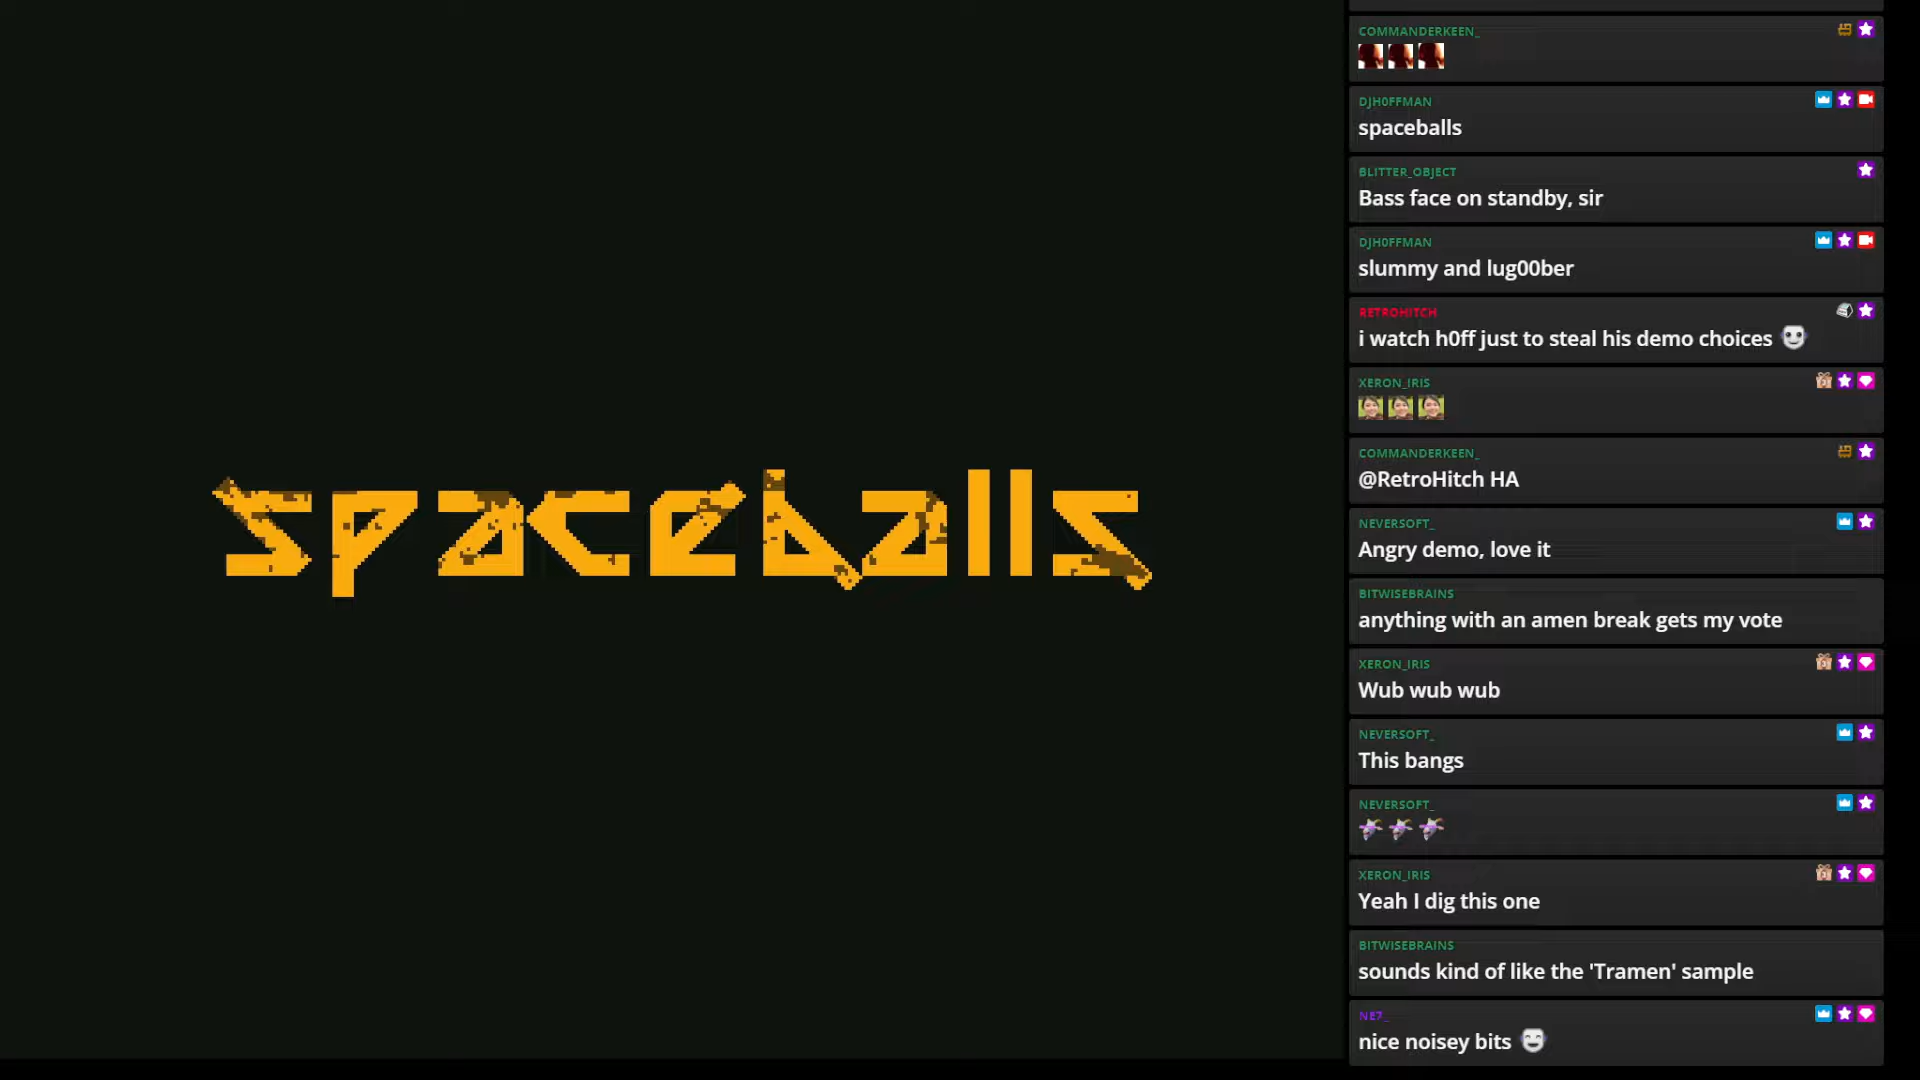 spaceballs
COMMANDERKEEN_
DJH0FFMAN
spaceballs
BLITTER_OBJECT
Bass face on standby, sir
DJH0FFMAN
slummy and lug00ber
RETROHITCH
i watch h0ff just to steal his demo choices
XERON_IRIS
COMMANDERKEEN_
@RetroHitch HA
NEVERSOFT_
Angry demo, love it
BITWISEBRAINS
anything with an amen break gets my vote
XERON_IRIS
Wub wub wub
NEVERSOFT_
This bangs
NEVERSOFT_
XERON_IRIS
Yeah I dig this one
BITWISEBRAINS
sounds kind of like the 'Tramen' sample
NE7_
nice noisey bits